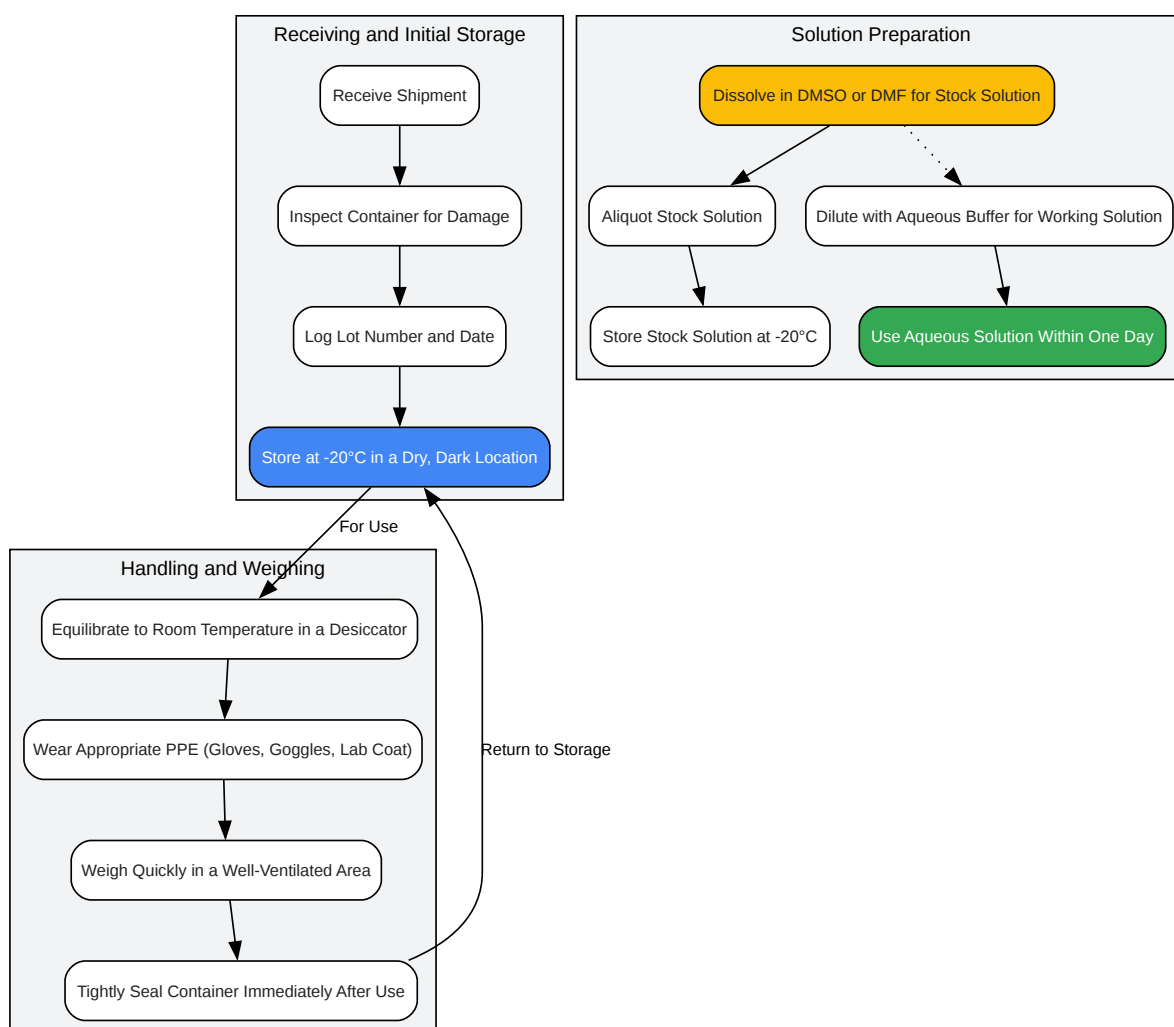 Receiving and Initial Storage
Receive Shipment
Inspect Container for Damage
Log Lot Number and Date
Store at -20°C in a Dry, Dark Location
For Use
Handling and Weighing
Equilibrate to Room Temperature in a Desiccator
Wear Appropriate PPE (Gloves, Goggles, Lab Coat)
Weigh Quickly in a Well-Ventilated Area
Tightly Seal Container Immediately After Use
Return to Storage
Solution Preparation
Dissolve in DMSO or DMF for Stock Solution
Aliquot Stock Solution
Dilute with Aqueous Buffer for Working Solution
Store Stock Solution at -20°C
Use Aqueous Solution Within One Day